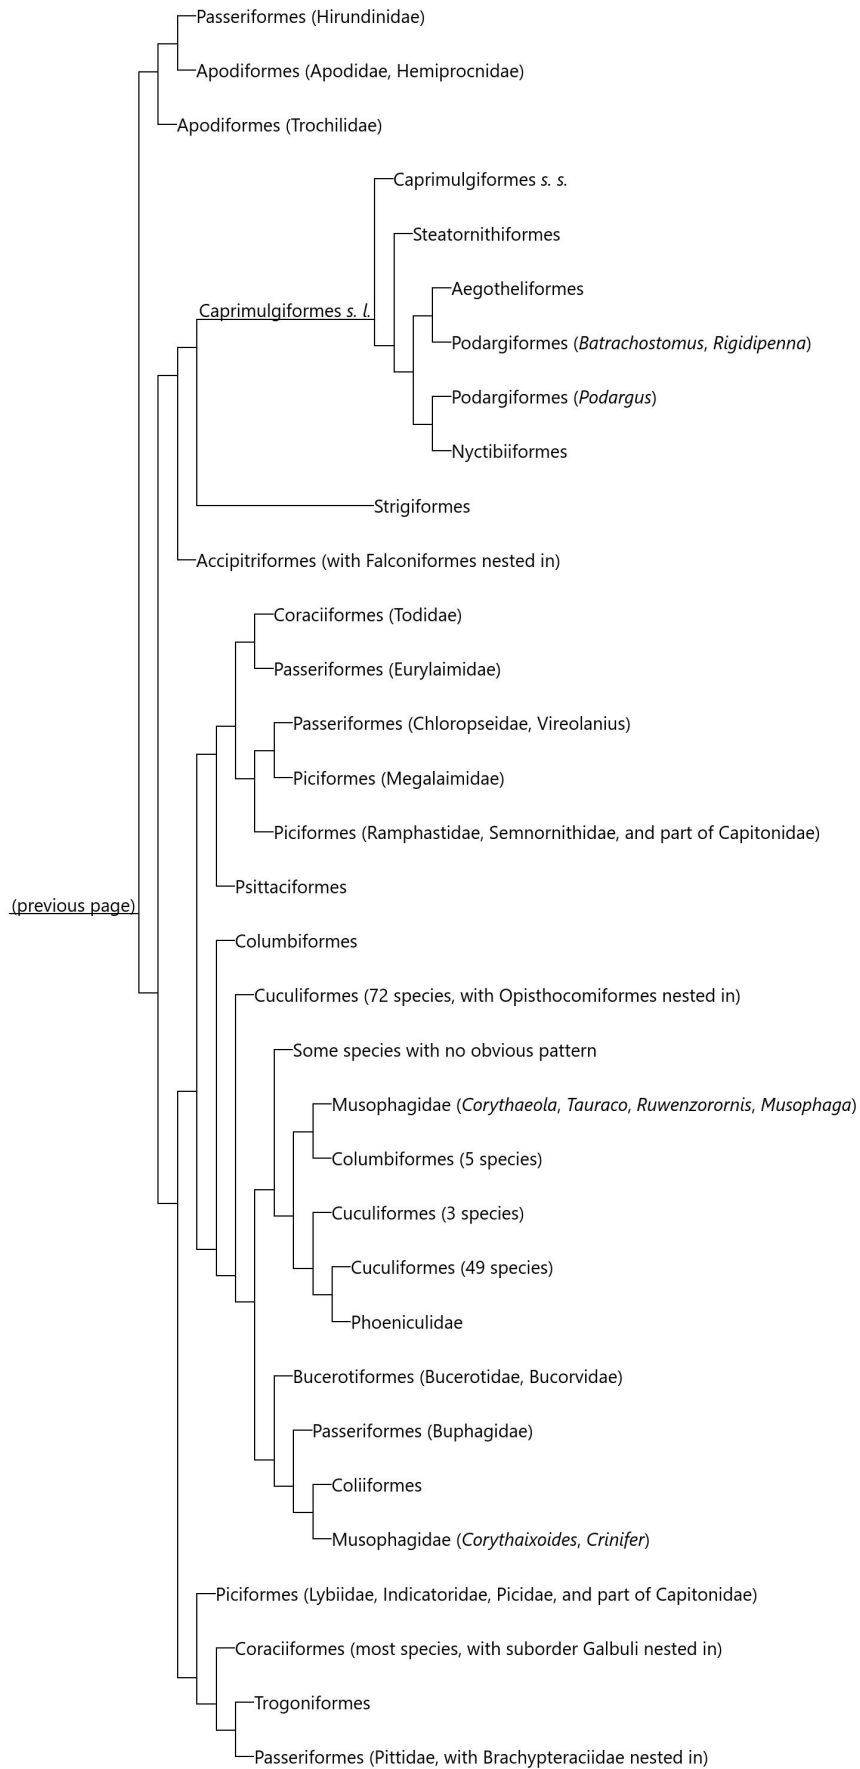 Passeriformes (Hirundinidae)
Apodiformes (Apodidae, Hemiprocnidae)
Apodiformes (Trochilidae)
Caprimulgiformes s. s.
Steatornithiformes
Aegotheliformes
Caprimulgiformes s. l.
Podargiformes (Batrachostomus, Rigidipenna)
Podargiformes (Podargus)
Nyctibiiformes
Strigiformes
Accipitriformes (with Falconiformes nested in)
Coraciiformes (Todidae)
Passeriformes (Eurylaimidae)
Passeriformes (Chloropseidae, Vireolanius)
Piciformes (Megalaimidae)
Piciformes (Ramphastidae, Semnornithidae, and part of Capitonidae)
Psittaciformes
(previous page)
Columbiformes
Cuculiformes (72 species, with Opisthocomiformes nested in)
Some species with no obvious pattern
Musophagidae (Corythaeola, Tauraco, Ruwenzorornis, Musophaga)
Columbiformes (5 species)
Cuculiformes (3 species)
Cuculiformes (49 species)
Phoeniculidae
Bucerotiformes (Bucerotidae, Bucorvidae)
Passeriformes (Buphagidae)
Coliiformes
Musophagidae (Corythaixoides, Crinifer)
Piciformes (Lybiidae, Indicatoridae, Picidae, and part of Capitonidae)
Coraciiformes (most species, with suborder Galbuli nested in)
Trogoniformes
Passeriformes (Pittidae, with Brachypteraciidae nested in)